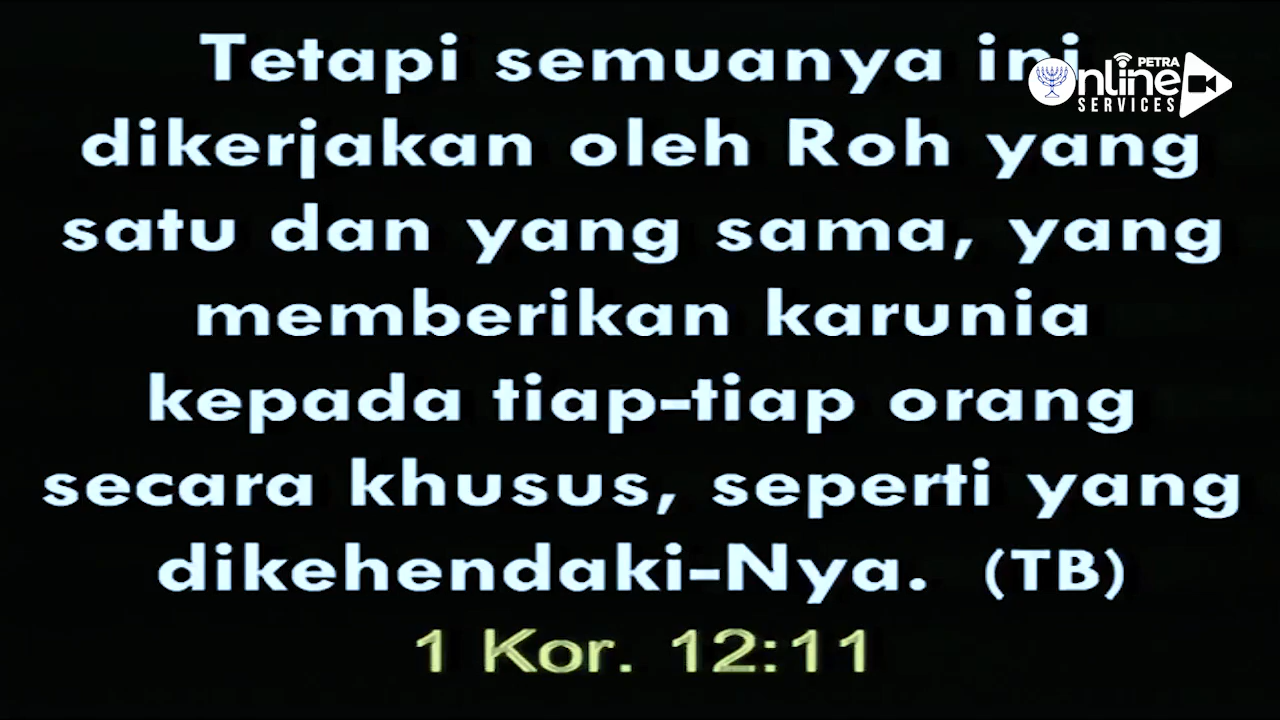 Tetapi semuanya ini
dikerjakan oleh Roh yang
satu dan yang sama, yang
memberikan karunia
kepada tiap-tiap orang
secara khusus, seperti yang
dikehendaki-Nya. (TB)
1 Kor. 12:11
PETRA
Online
SERVICES